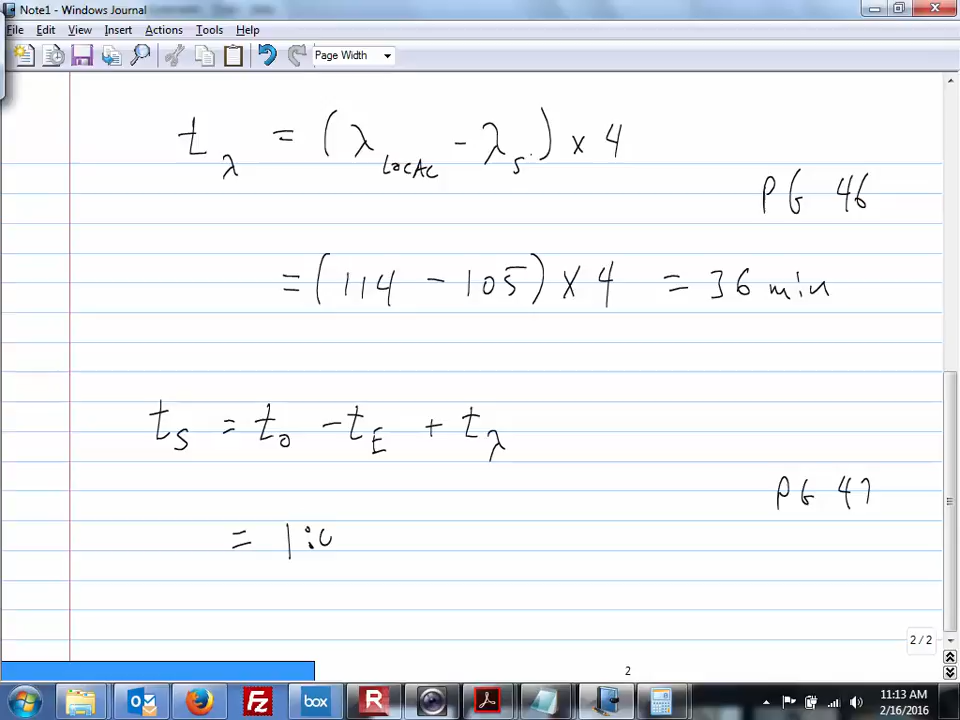 Note1 - Windows Journal
File Edit View Insert Actions Tools Help
Page Width
t_λ = (λ_LOCAL - λ_S) x 4
PG 46
= (114 - 105) X 4 = 36 min
t_S = t_0 - t_E + t_λ
PG 47
= 1:0
2 / 2
2
box
11:13 AM
2/16/2016